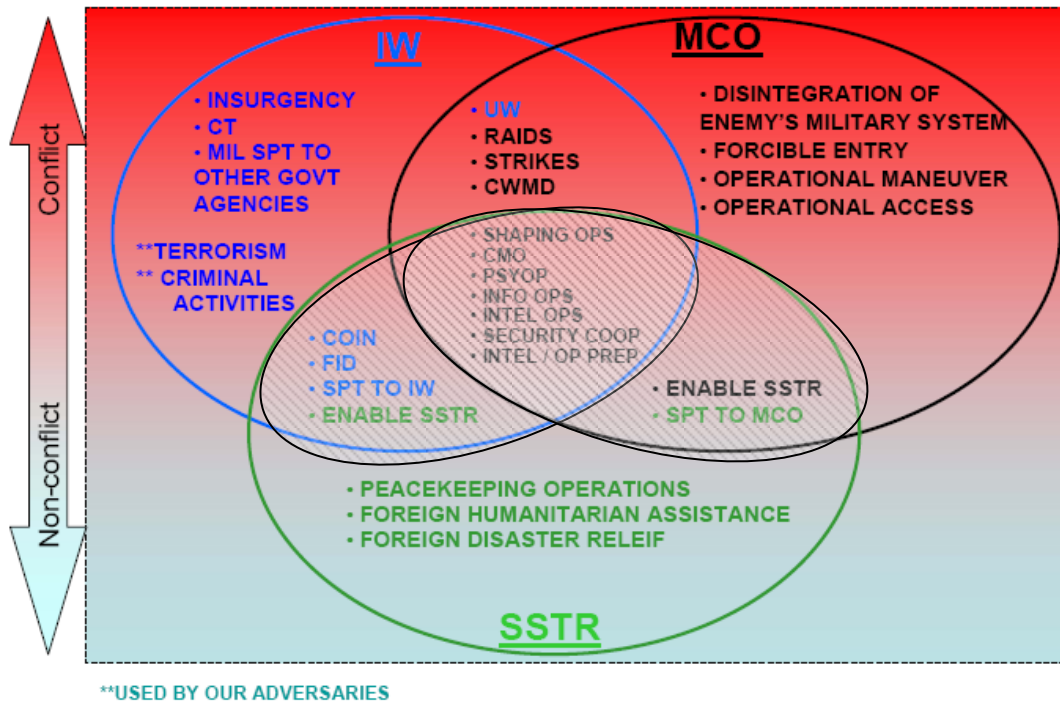 IW
MCO
• INSURGENCY
• CT
• MIL SPT TO
OTHER GOVT
AGENCIES
**TERRORISM
** CRIMINAL
ACTIVITIES
• UW
• RAIDS
• STRIKES
• CWMD
• DISINTEGRATION OF
ENEMY'S MILITARY SYSTEM
• FORCIBLE ENTRY
• OPERATIONAL MANEUVER
• OPERATIONAL ACCESS
• SHAPING OPS
• CMO
• PSYOP
• INFO OPS
• INTEL OPS
• SECURITY COOP
• INTEL / OP PREP
• COIN
• FID
• SPT TO IW
• ENABLE SSTR
• ENABLE SSTR
• SPT TO MCO
• PEACEKEEPING OPERATIONS
• FOREIGN HUMANITARIAN ASSISTANCE
• FOREIGN DISASTER RELEIF
SSTR
Conflict
Non-conflict
**USED BY OUR ADVERSARIES